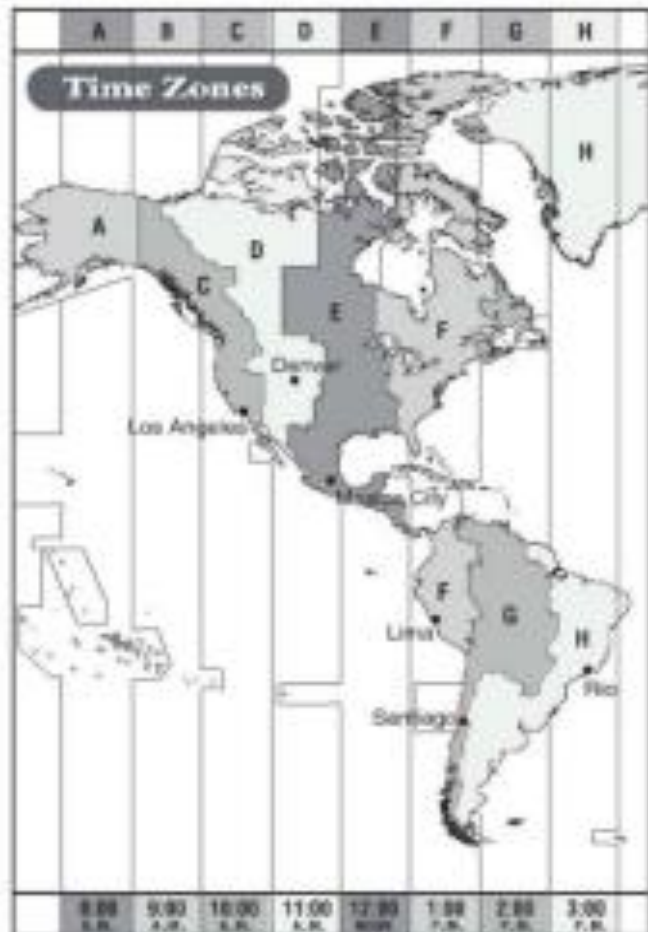 A B C D E F G H
Time Zones
H
A
D
C
E
F
Denver
Los Angeles
City
F
G
H
Lima
Rio
Santiago
8:00 9:00 10:00 11:00 12:00 1:00 2:00 3:00
A.M. A.M. A.M. A.M. NOON P.M. P.M. P.M.